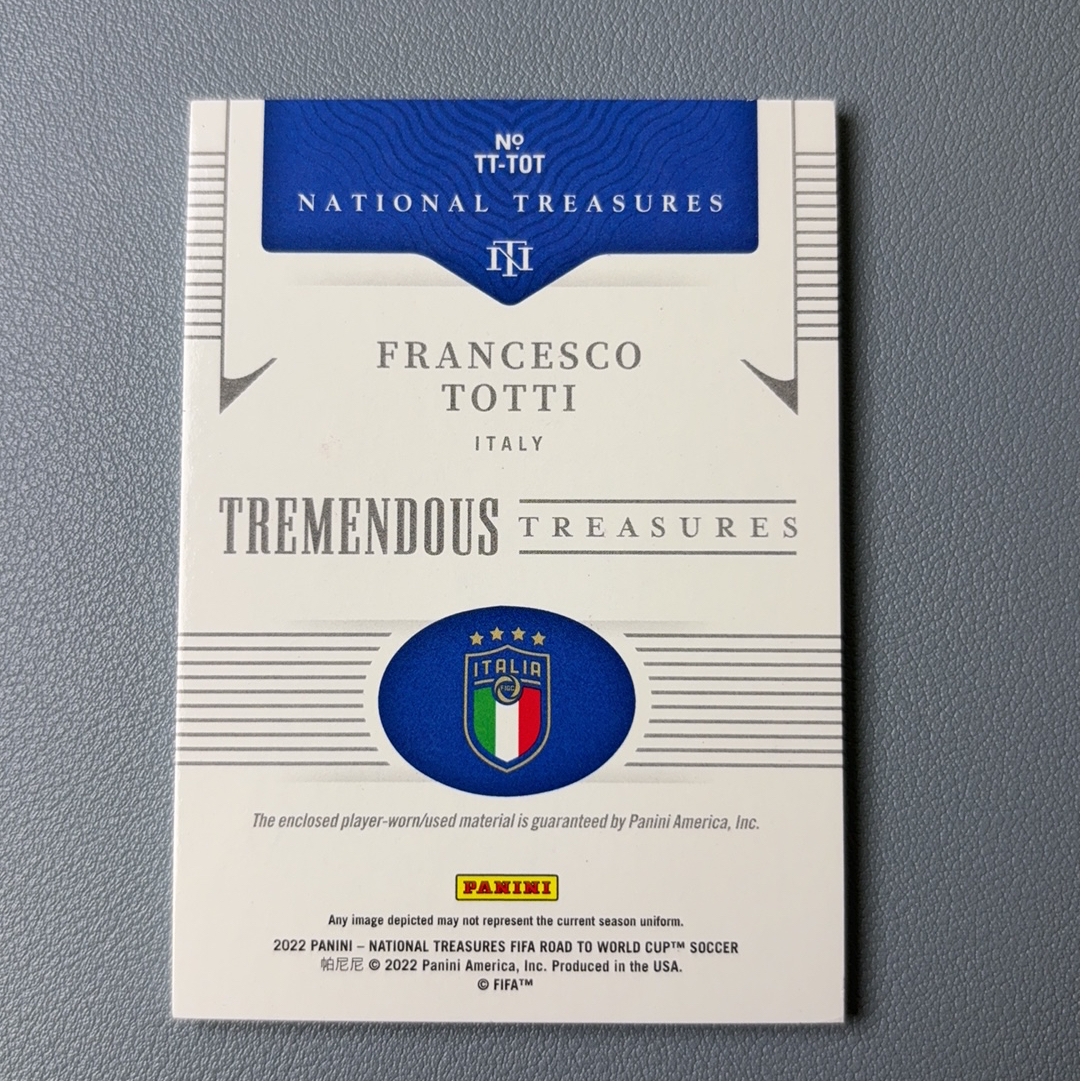 Nº
TT-TOT
NATIONAL TREASURES
NT
FRANCESCO
TOTTI
ITALY
TREMENDOUS TREASURES
ITALIA
FIGC
The enclosed player-worn/used material is guaranteed by Panini America, Inc.
PANINI
Any image depicted may not represent the current season uniform.
2022 PANINI – NATIONAL TREASURES FIFA ROAD TO WORLD CUP™ SOCCER
帕尼尼 © 2022 Panini America, Inc. Produced in the USA.
© FIFA™